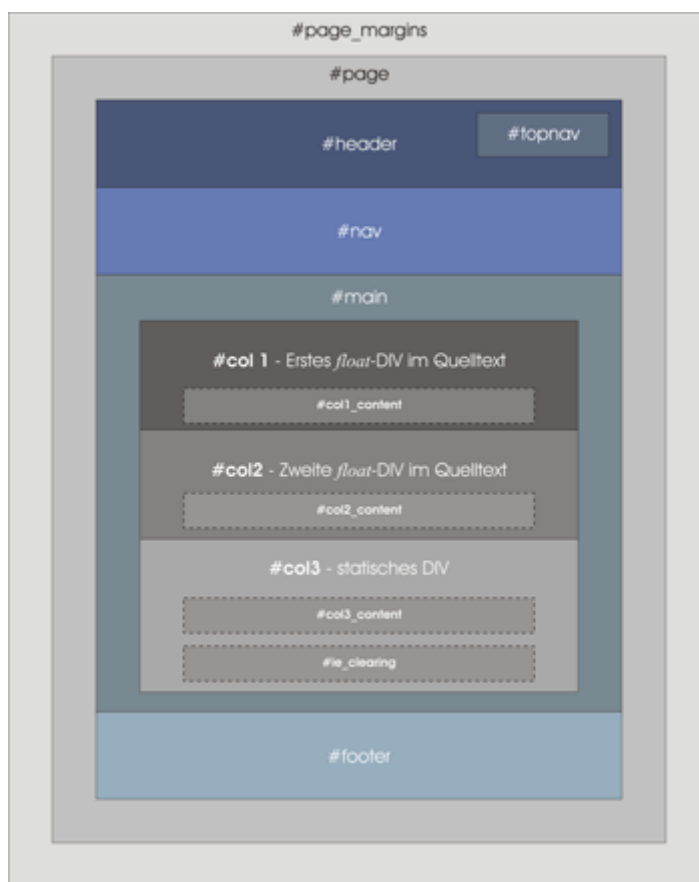 #page_margins
#page
#header
#topnav
#nav
#main
#col 1 - Erstes float-DIV im Quelltext
#col1_content
#col2 - Zweite float-DIV im Quelltext
#col2_content
#col3 - statisches DIV
#col3_content
#ie_clearing
#footer